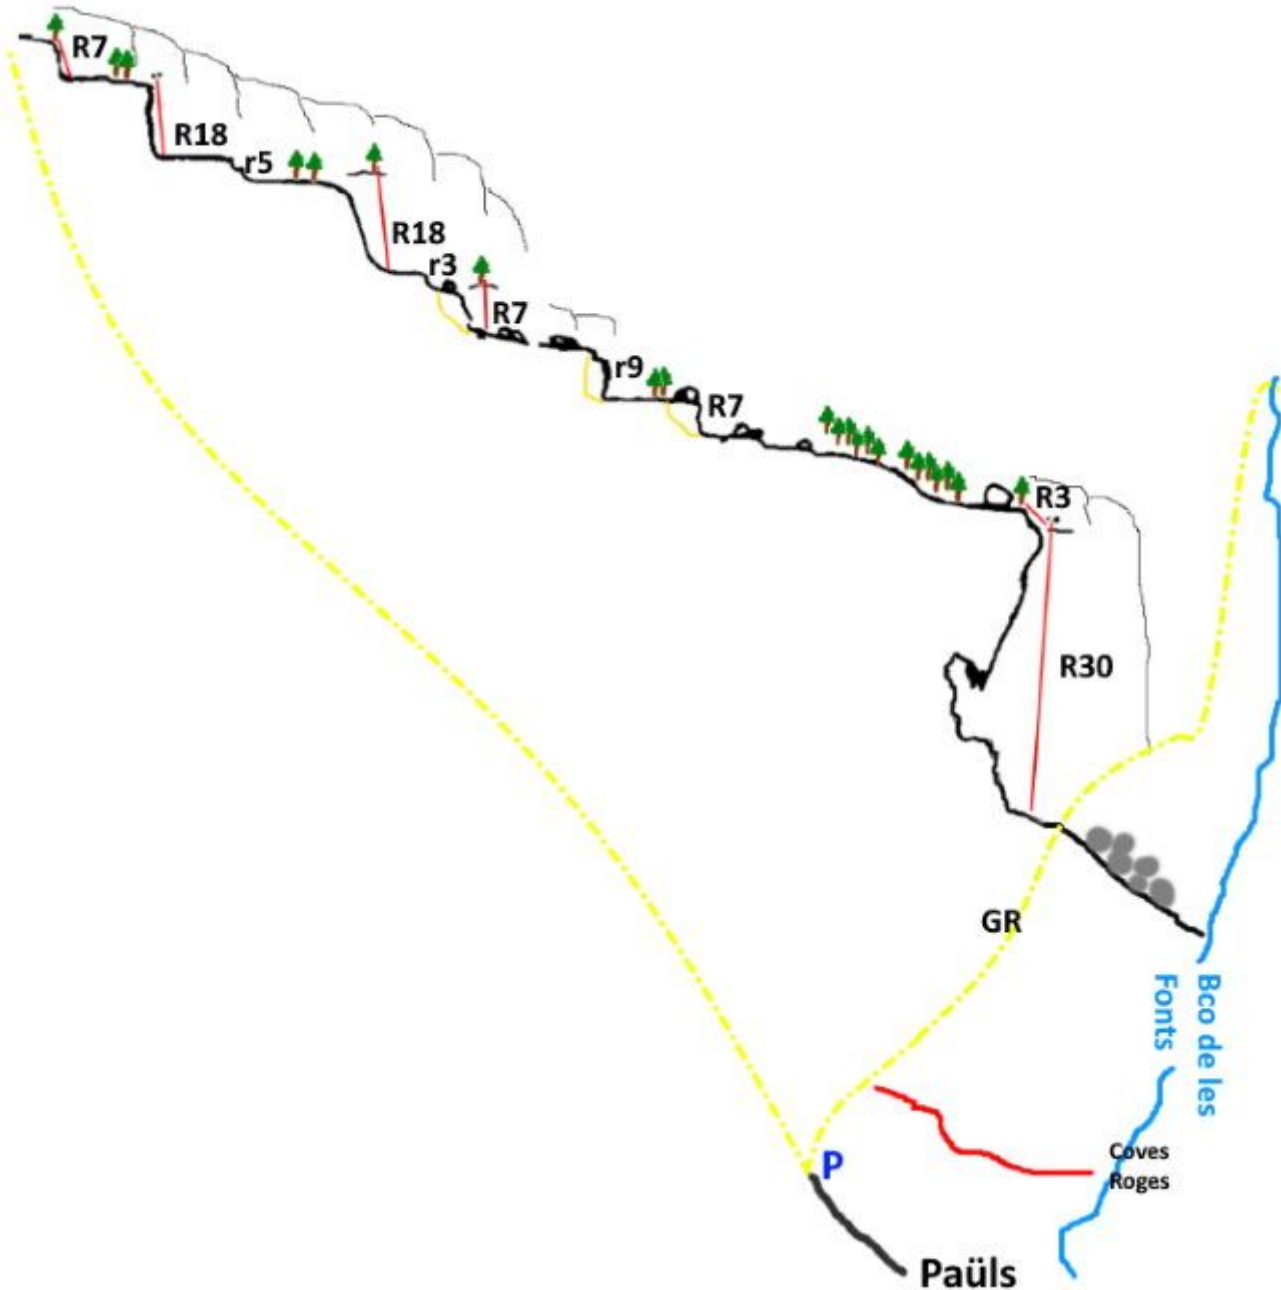 R7
R18
r5
R18
r3
R7
r9
R7
R3
R30
GR
Bco de les
Fonts
Coves
Roges
P
Paüls